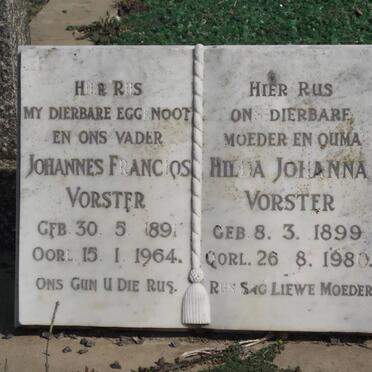 HIER RUS
MY DIERBARE EGGENOOT
EN ONS VADER
JOHANNES FRANCOIS
VORSTER
GEB. 30. 5. 189
OORL. 15. 1. 1964.
ONS GUN U DIE RUS.
HIER RUS
ONS DIERBARE
MOEDER EN OUMA
HILDA JOHANNA
VORSTER
GEB. 8. 3. 1899
OORL. 26. 8. 1980.
RUS SAG LIEWE MOEDER